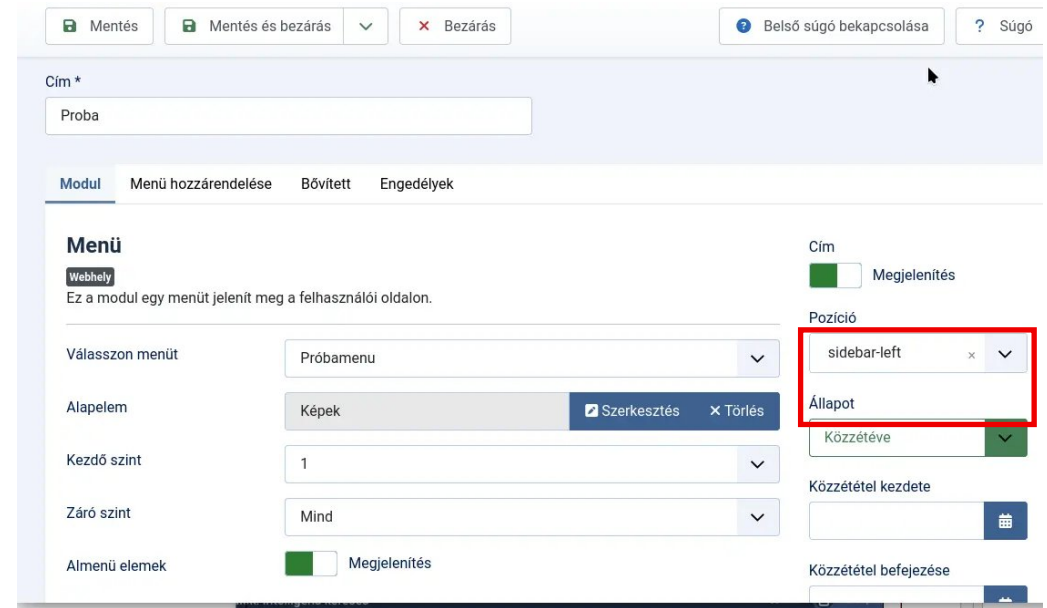 Mentés
Mentés és bezárás
Bezárás
Belső súgó bekapcsolása
? Súgó
Cím *
Proba
Modul
Menü hozzárendelése
Bővített
Engedélyek
Menü
Webhely
Ez a modul egy menüt jelenít meg a felhasználói oldalon.
Válasszon menüt
Próbamenu
Alapelem
Képek
Szerkesztés
Törlés
Kezdő szint
1
Záró szint
Mind
Almenü elemek
Megjelenítés
Cím
Megjelenítés
Pozíció
sidebar-left
Állapot
Közzétéve
Közzététel kezdete
Közzététel befejezése